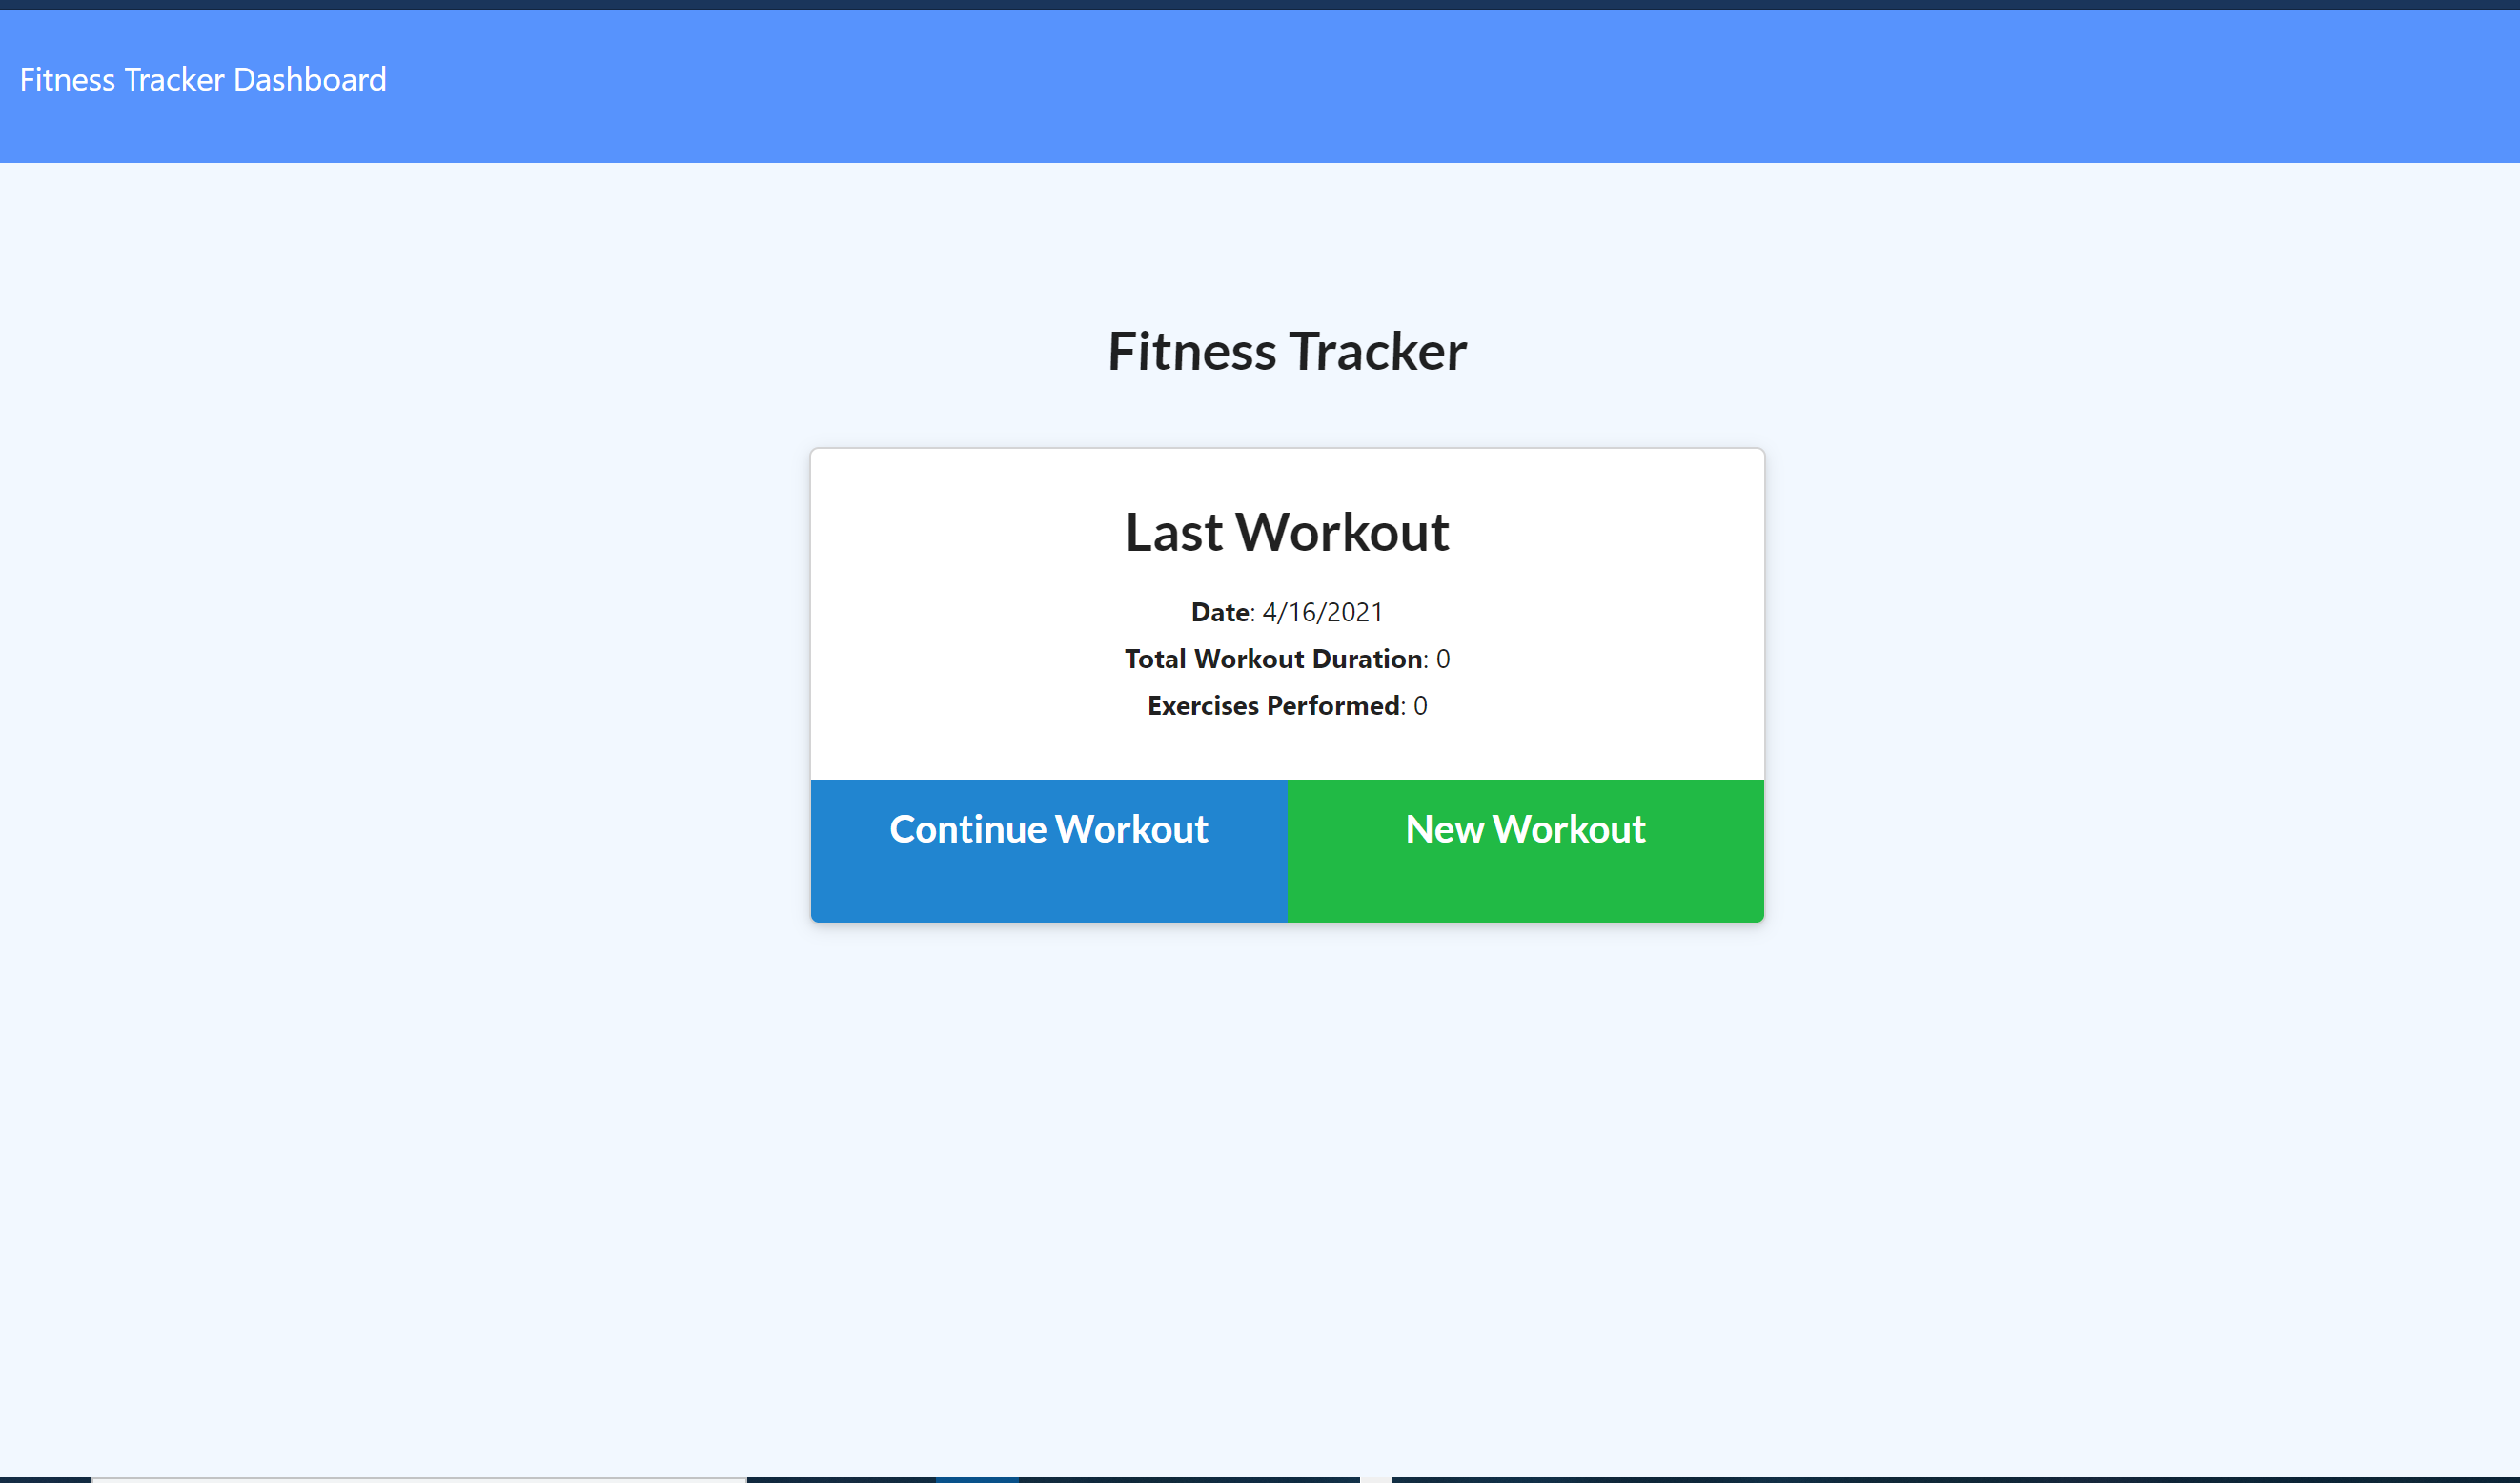 Fitness Tracker Dashboard
Fitness Tracker
Last Workout
Date: 4/16/2021
Total Workout Duration: 0
Exercises Performed: 0
Continue Workout
New Workout